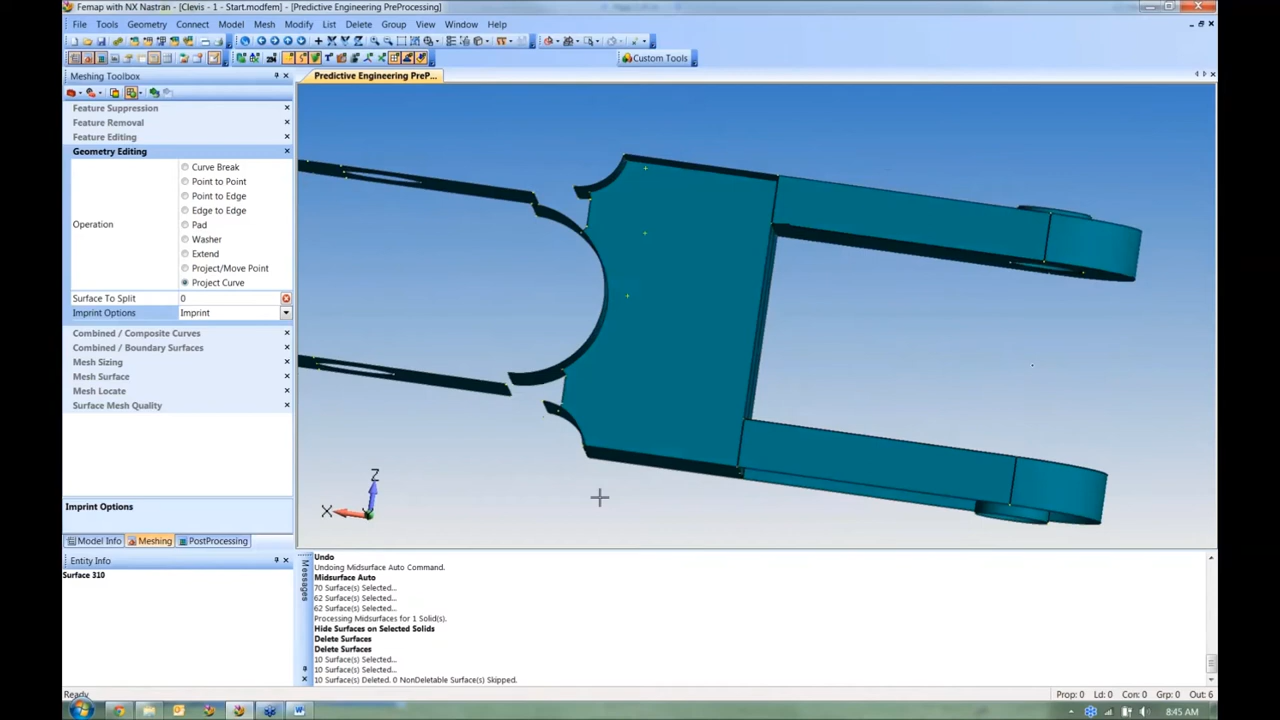 Femap with NX Nastran - [Clevis - 1 - Start.modfem] - [Predictive Engineering PreProcessing]
File Tools Geometry Connect Model Mesh Modify List Delete Group View Window Help
Custom Tools
Meshing Toolbox
Predictive Engineering PreP...
Feature Suppression
Feature Removal
Feature Editing
Geometry Editing
Operation
Curve Break
Point to Point
Point to Edge
Edge to Edge
Pad
Washer
Extend
Project/Move Point
Project Curve
Surface To Split 0
Imprint Options Imprint
Combined / Composite Curves
Combined / Boundary Surfaces
Mesh Sizing
Mesh Surface
Mesh Locate
Surface Mesh Quality
Z
X
Imprint Options
Model Info Meshing PostProcessing
Entity Info
Surface 310
Messages
Undo
Undoing Midsurface Auto Command.
Midsurface Auto
70 Surface(s) Selected...
62 Surface(s) Selected...
62 Surface(s) Selected...
Processing Midsurfaces for 1 Solid(s).
Hide Surfaces on Selected Solids
Delete Surfaces
Delete Surfaces
10 Surface(s) Selected...
10 Surface(s) Selected...
10 Surface(s) Deleted. 0 NonDeletable Surface(s) Skipped.
Ready
Prop: 0 Ld: 0 Con: 0 Grp: 0 Out: 6
8:45 AM